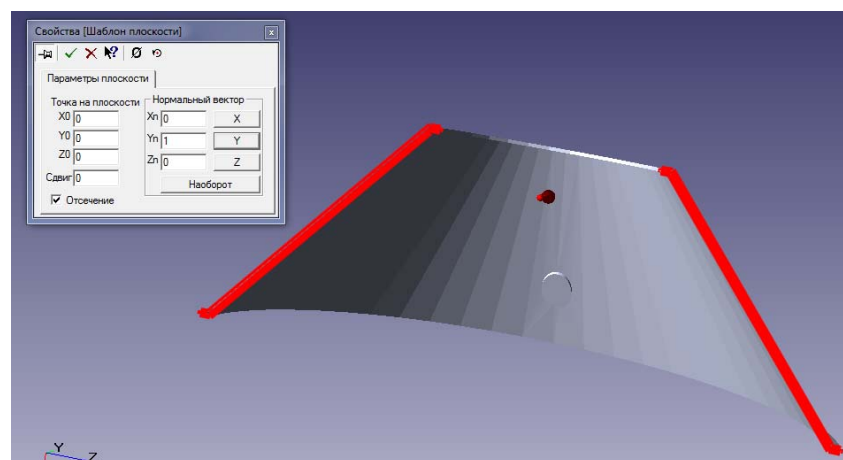 Свойства [Шаблон плоскости]
Параметры плоскости
Точка на плоскости Нормальный вектор
X0 0 Xn 0 X
Y0 0 Yn 1 Y
Z0 0 Zn 0 Z
Сдвиг 0
Наоборот
Отсечение
Y
Z